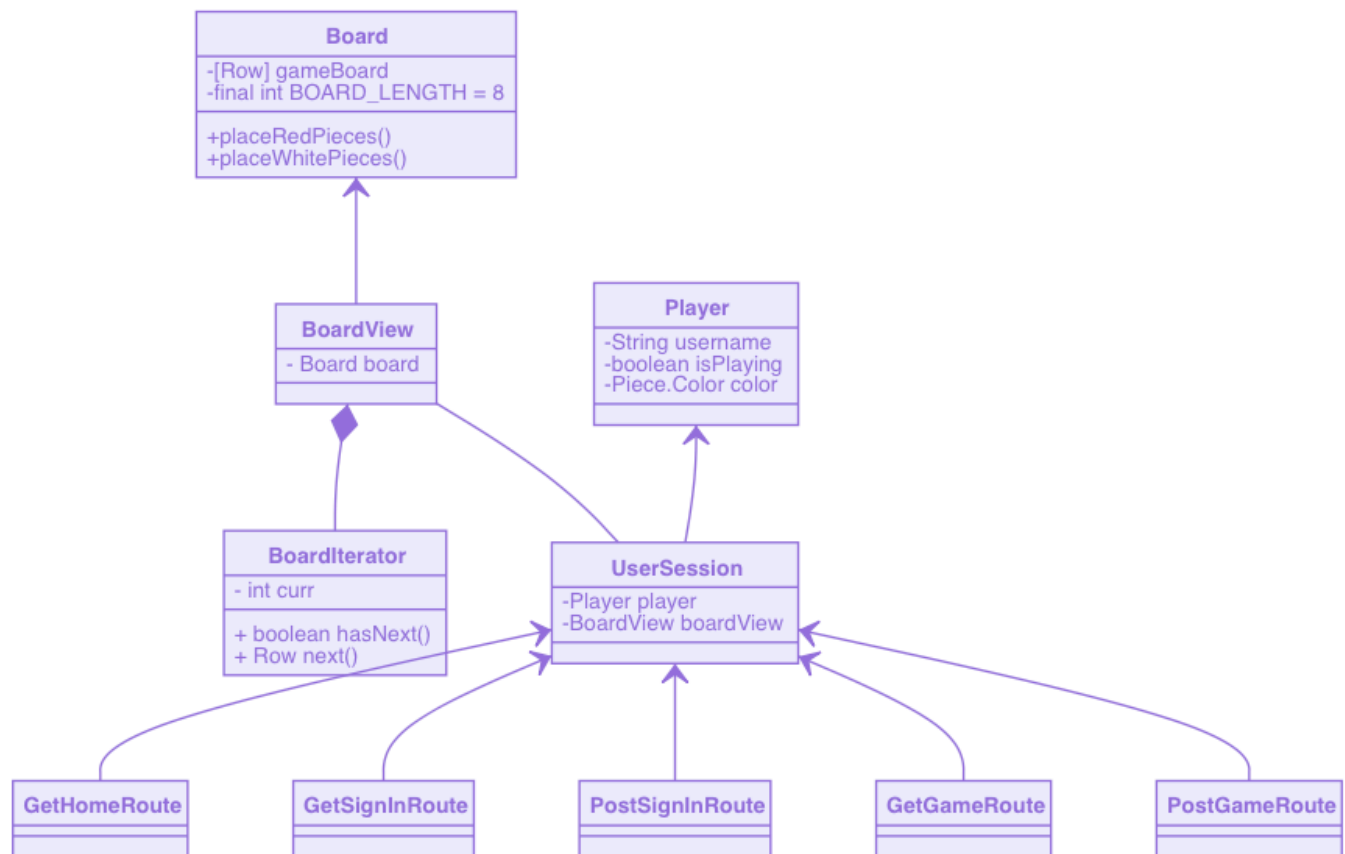 Board
-[Row] gameBoard
-final int BOARD_LENGTH = 8
+placeRedPieces()
+placeWhitePieces()
BoardView
- Board board
Player
-String username
-boolean isPlaying
-Piece.Color color
BoardIterator
- int curr
+ boolean hasNext()
+ Row next()
UserSession
-Player player
-BoardView boardView
GetHomeRoute
GetSignInRoute
PostSignInRoute
GetGameRoute
PostGameRoute